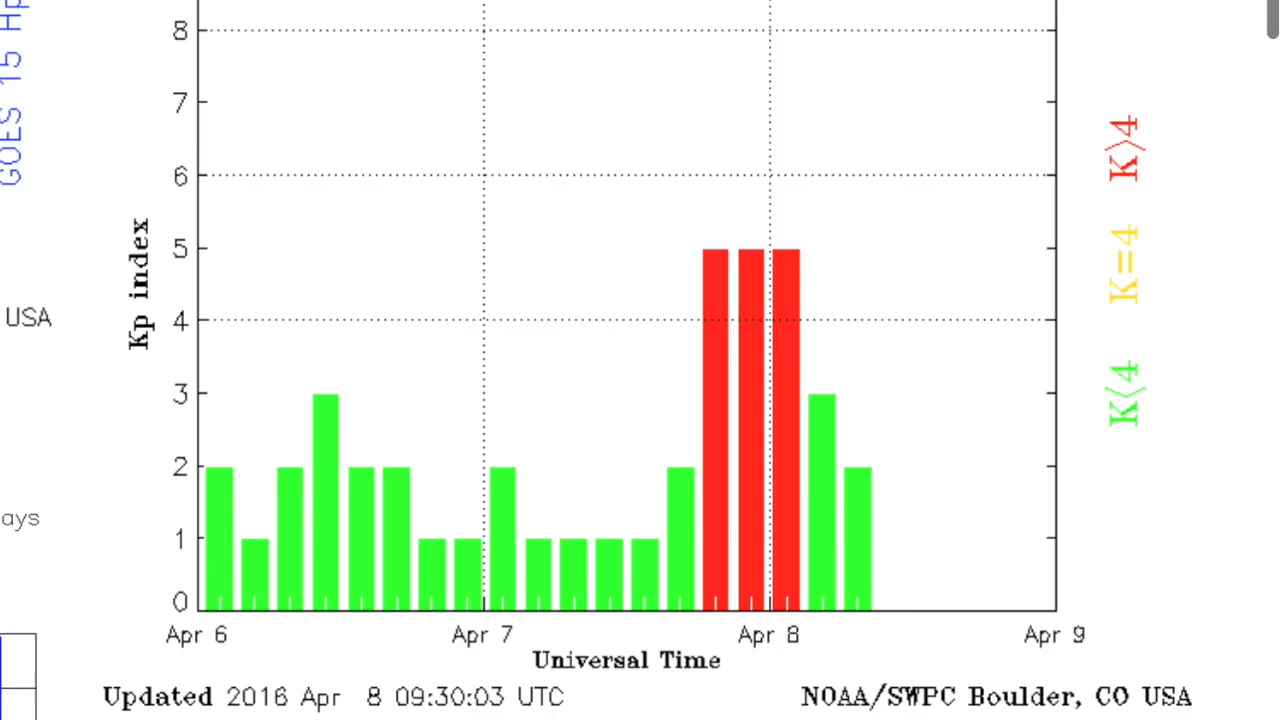 GOES 15 Hp
USA
ays
8
7
6
5
4
3
2
1
0
Kp index
Apr 6
Apr 7
Apr 8
Apr 9
Universal Time
K>4
K=4
K<4
Updated 2016 Apr 8 09:30:03 UTC
NOAA/SWPC Boulder, CO USA